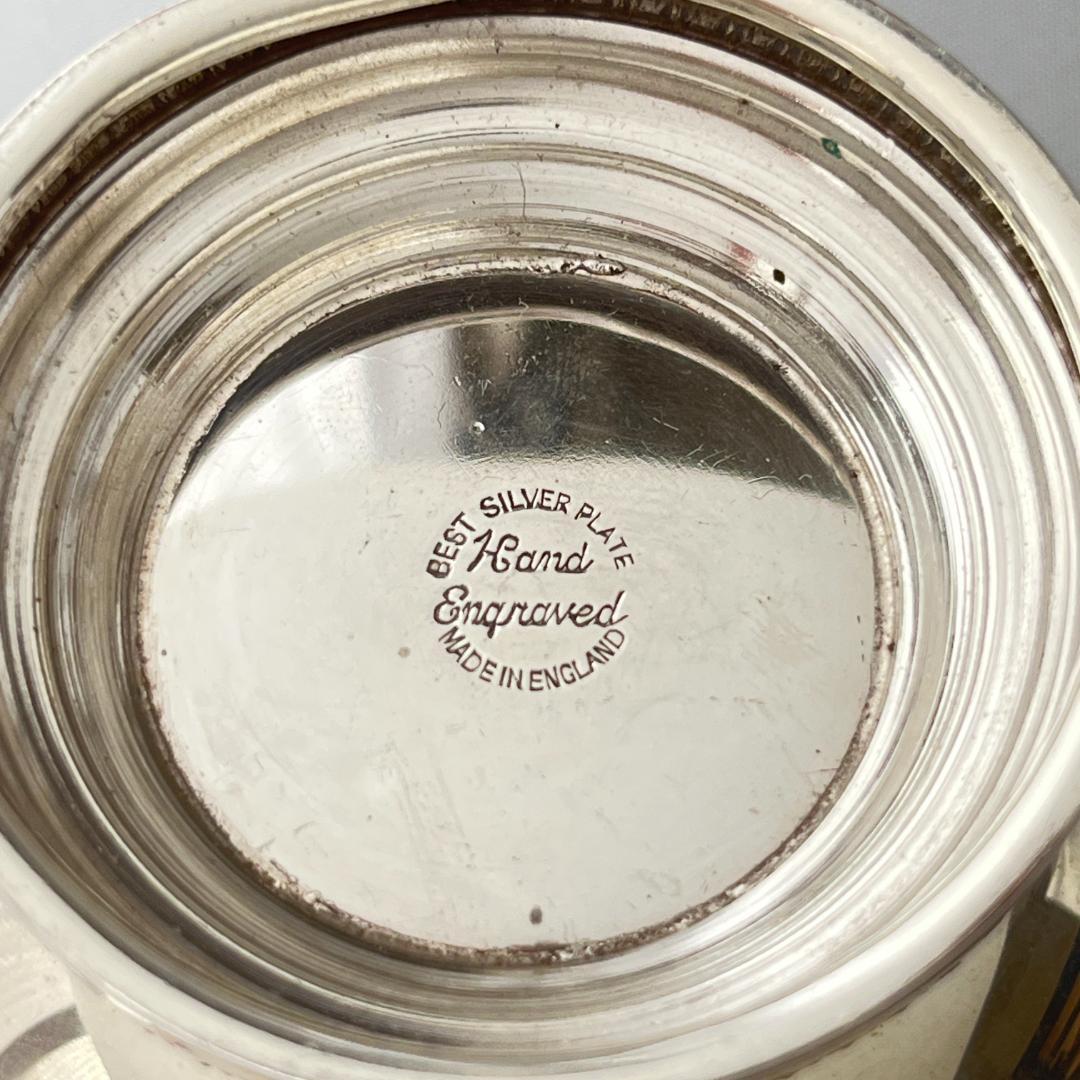 BEST SILVER PLATE
Hand
Engraved
MADE IN ENGLAND